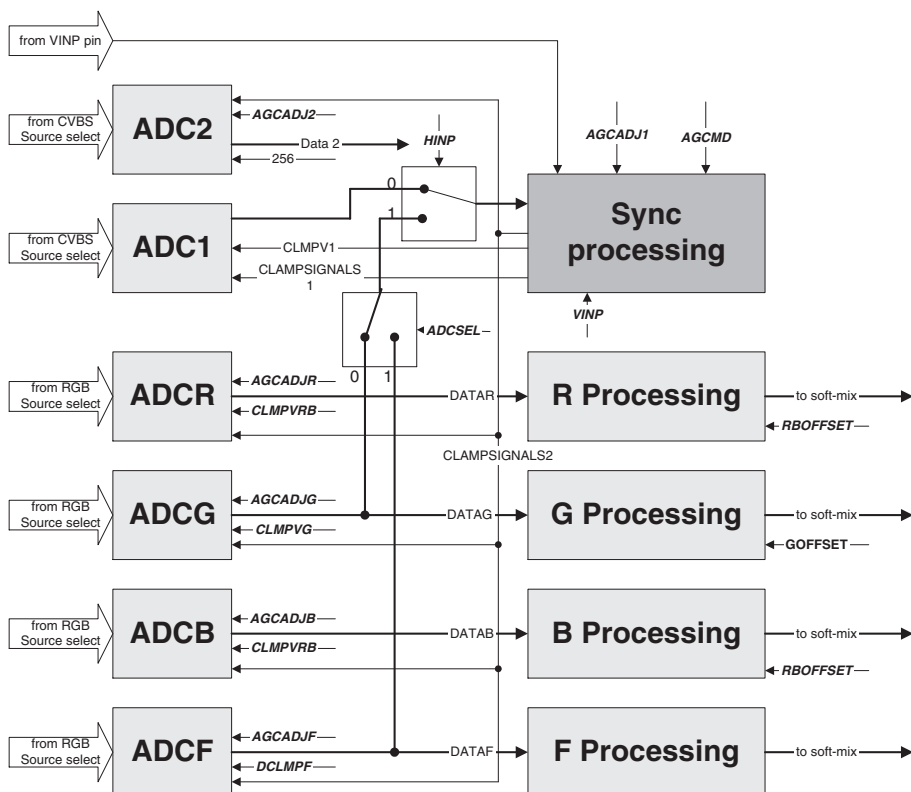 from VINP pin
from CVBS
Source select
ADC2
AGCADJ2
Data 2
256
HINP
0
1
AGCADJ1
AGCMD
Sync
processing
from CVBS
Source select
ADC1
CLMPV1
CLAMPSIGNALS
1
VINP
ADCSEL
0
1
from RGB
Source select
ADCR
AGCADJR
CLMPVRB
DATAR
R Processing
to soft-mix
RBOFFSET
CLAMPSIGNALS2
from RGB
Source select
ADCG
AGCADJG
CLMPVG
DATAG
G Processing
to soft-mix
GOFFSET
from RGB
Source select
ADCB
AGCADJB
CLMPVRB
DATAB
B Processing
to soft-mix
RBOFFSET
from RGB
Source select
ADCF
AGCADJF
DCLMPF
DATAF
F Processing
to soft-mix